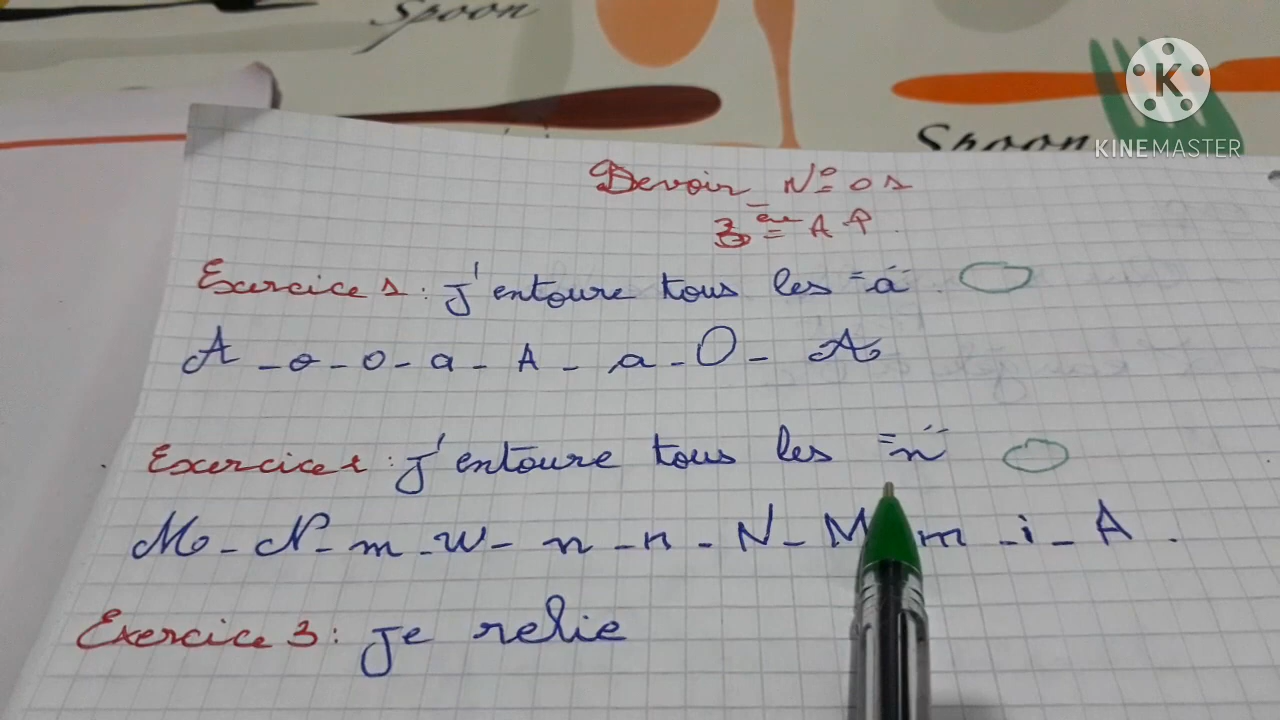 Spoon
Spoon
KINEMASTER
Devoir N° 01
3ème AP.
Exercice 1: j'entoure tous les "a".
A - o - o - a - A - a - O - A
Exercice 2: j'entoure tous les "n"
M - N - m - w - n - n - N - M m - i - A.
Exercice 3: je relie